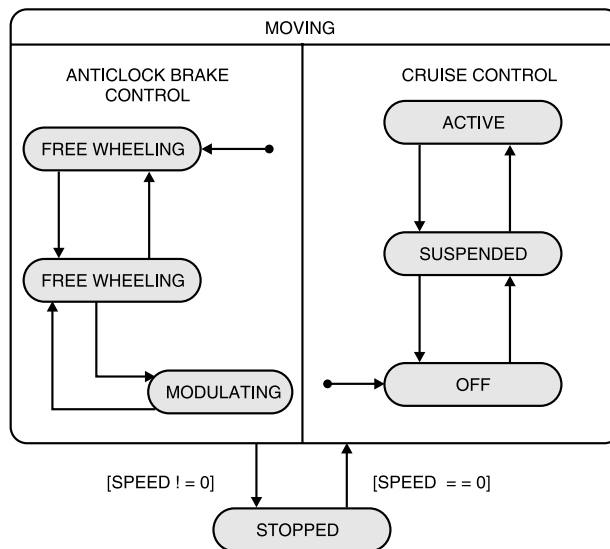 MOVING
ANTICLOCK BRAKE
CONTROL
FREE WHEELING
FREE WHEELING
MODULATING
CRUISE CONTROL
ACTIVE
SUSPENDED
OFF
[SPEED ! = 0]
[SPEED = = 0]
STOPPED